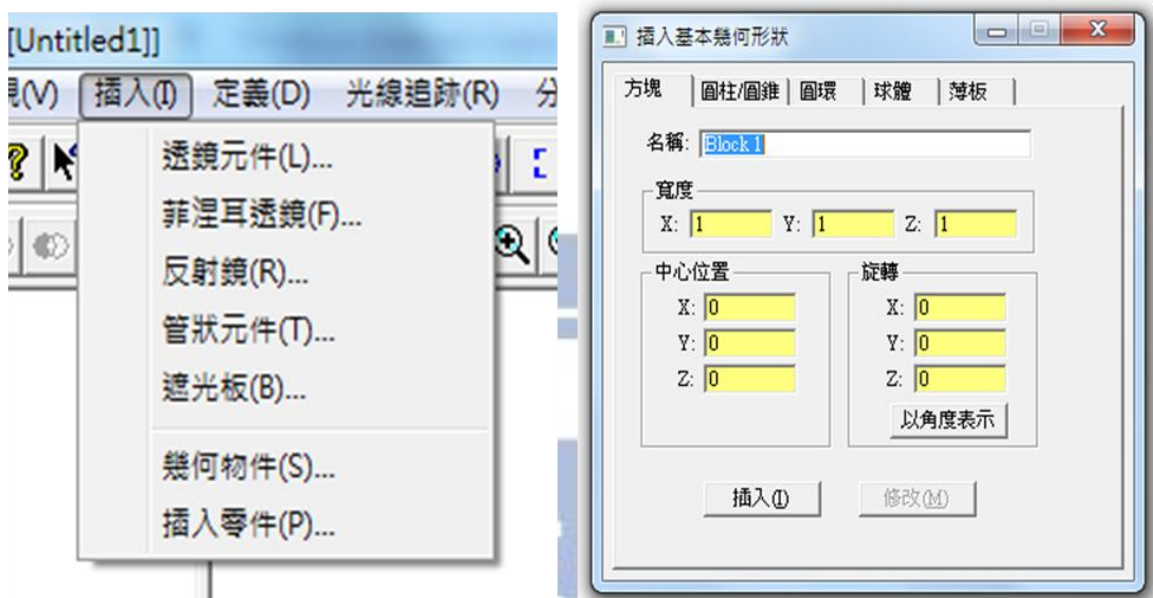 [Untitled1]]
視(V) 插入(I) 定義(D) 光線追跡(R) 分
透鏡元件(L)...
菲涅耳透鏡(F)...
反射鏡(R)...
管狀元件(T)...
遮光板(B)...
幾何物件(S)...
插入零件(P)...
插入基本幾何形狀
方塊 圓柱/圓錐 圓環 球體 薄板
名稱: Block 1
寬度
X: 1 Y: 1 Z: 1
中心位置
X: 0
Y: 0
Z: 0
旋轉
X: 0
Y: 0
Z: 0
以角度表示
插入(I) 修改(M)